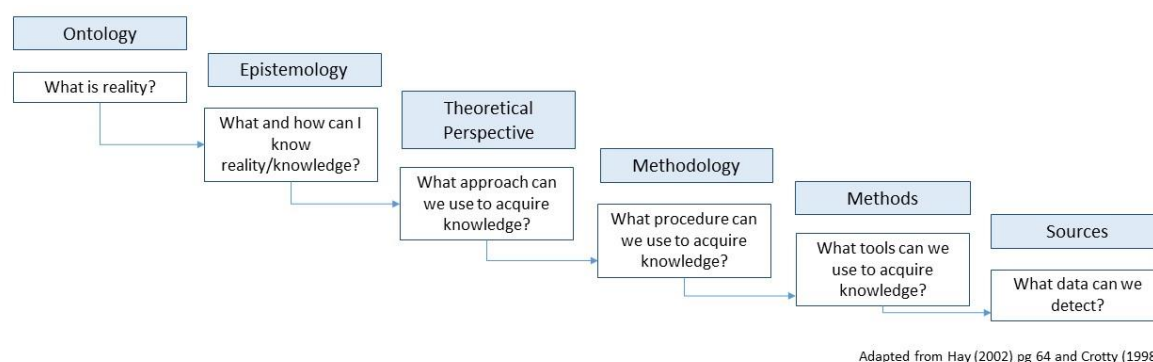 Ontology
What is reality?
Epistemology
What and how can I
know
reality/knowledge?
Theoretical
Perspective
What approach can
we use to acquire
knowledge?
Methodology
What procedure can
we use to acquire
knowledge?
Methods
What tools can we
use to acquire
knowledge?
Sources
What data can we
detect?
Adapted from Hay (2002) pg 64 and Crotty (1998